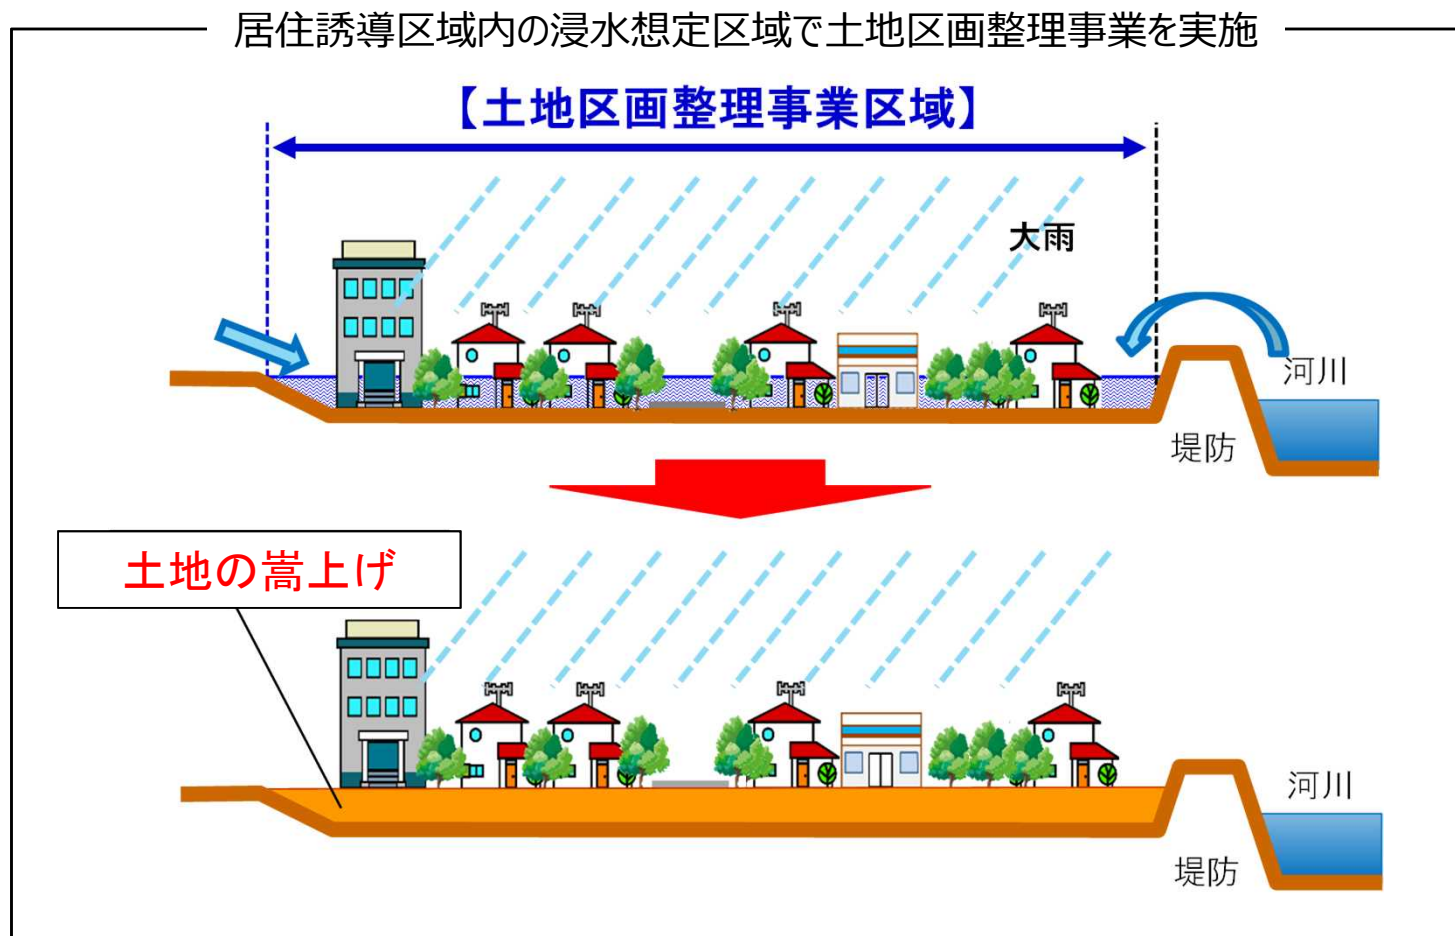 居住誘導区域内の浸水想定区域で土地区画整理事業を実施
【土地区画整理事業区域】
大雨
河川
堤防
土地の嵩上げ
河川
堤防